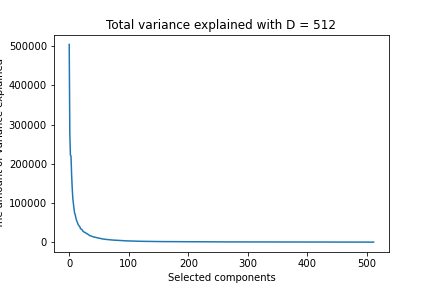 Total variance explained with D = 512
500000
400000
300000
200000
100000
0
amount of variance explained
0 100 200 300 400 500
Selected components